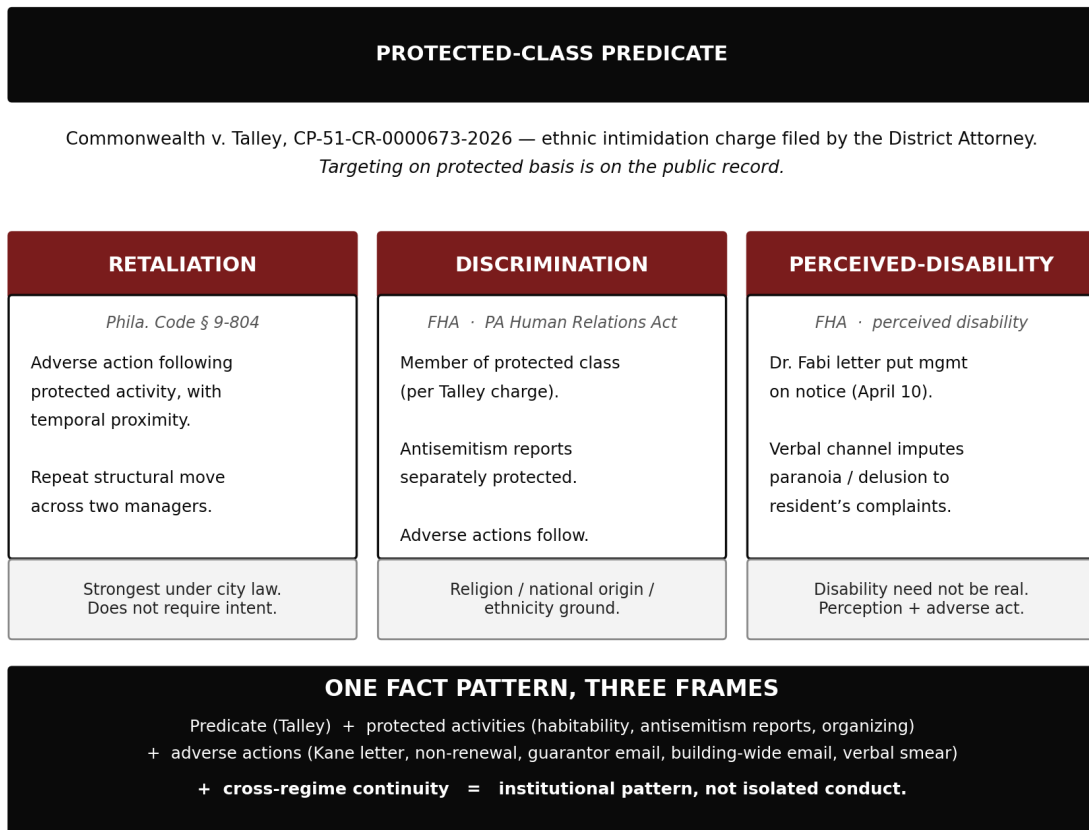 PROTECTED-CLASS PREDICATE
Commonwealth v. Talley, CP-51-CR-0000673-2026 — ethnic intimidation charge filed by the District Attorney.
Targeting on protected basis is on the public record.
RETALIATION
Phila. Code § 9-804
Adverse action following
protected activity, with
temporal proximity.
Repeat structural move
across two managers.
Strongest under city law.
Does not require intent.
DISCRIMINATION
FHA · PA Human Relations Act
Member of protected class
(per Talley charge).
Antisemitism reports
separately protected.
Adverse actions follow.
Religion / national origin /
ethnicity ground.
PERCEIVED-DISABILITY
FHA · perceived disability
Dr. Fabi letter put mgmt
on notice (April 10).
Verbal channel imputes
paranoia / delusion to
resident’s complaints.
Disability need not be real.
Perception + adverse act.
ONE FACT PATTERN, THREE FRAMES
Predicate (Talley) + protected activities (habitability, antisemitism reports, organizing)
+ adverse actions (Kane letter, non-renewal, guarantor email, building-wide email, verbal smear)
+ cross-regime continuity = institutional pattern, not isolated conduct.